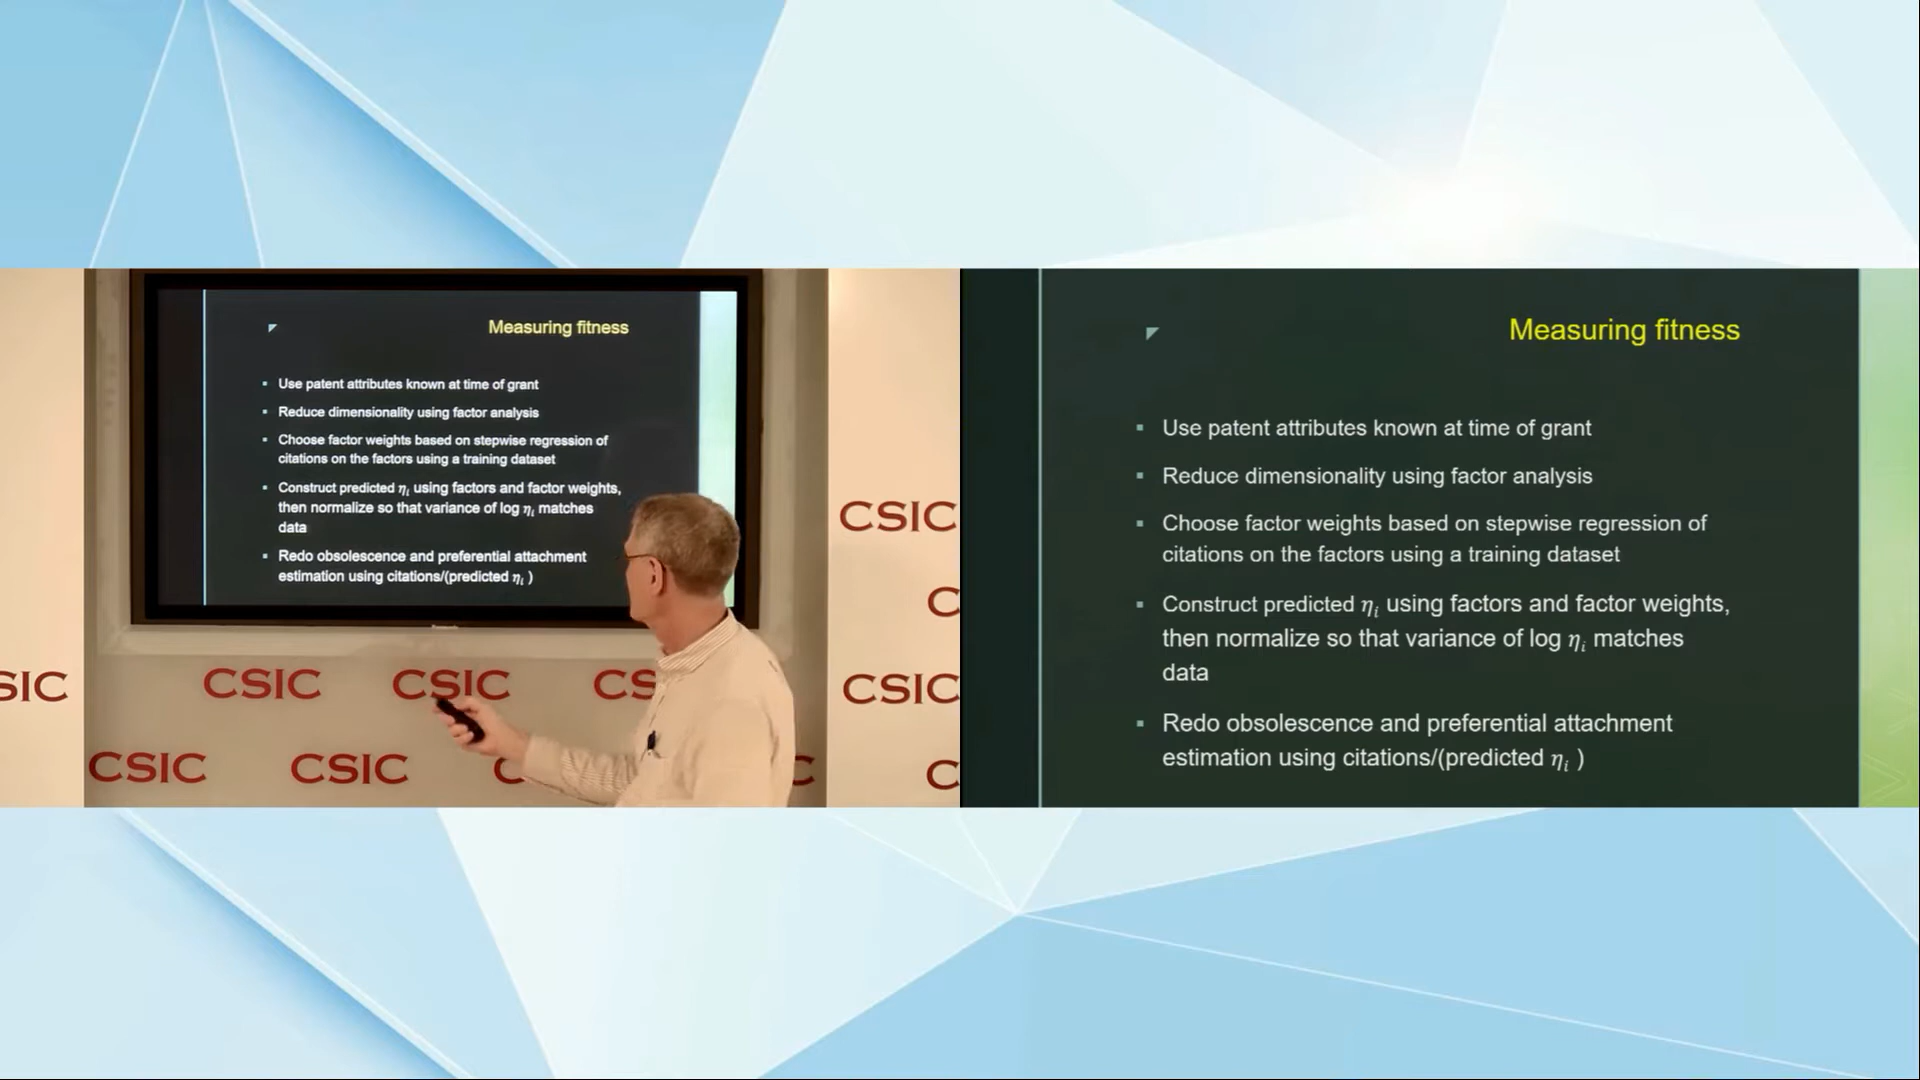 Measuring fitness
Use patent attributes known at time of grant
Reduce dimensionality using factor analysis
Choose factor weights based on stepwise regression of
citations on the factors using a training dataset
Construct predicted ηᵢ using factors and factor weights,
then normalize so that variance of log ηᵢ matches
data
Redo obsolescence and preferential attachment
estimation using citations/(predicted ηᵢ )
CSIC
C
SIC CSIC CSIC CS CSIC
CSIC CSIC C C C
Measuring fitness
Use patent attributes known at time of grant
Reduce dimensionality using factor analysis
Choose factor weights based on stepwise regression of
citations on the factors using a training dataset
Construct predicted ηᵢ using factors and factor weights,
then normalize so that variance of log ηᵢ matches
data
Redo obsolescence and preferential attachment
estimation using citations/(predicted ηᵢ )